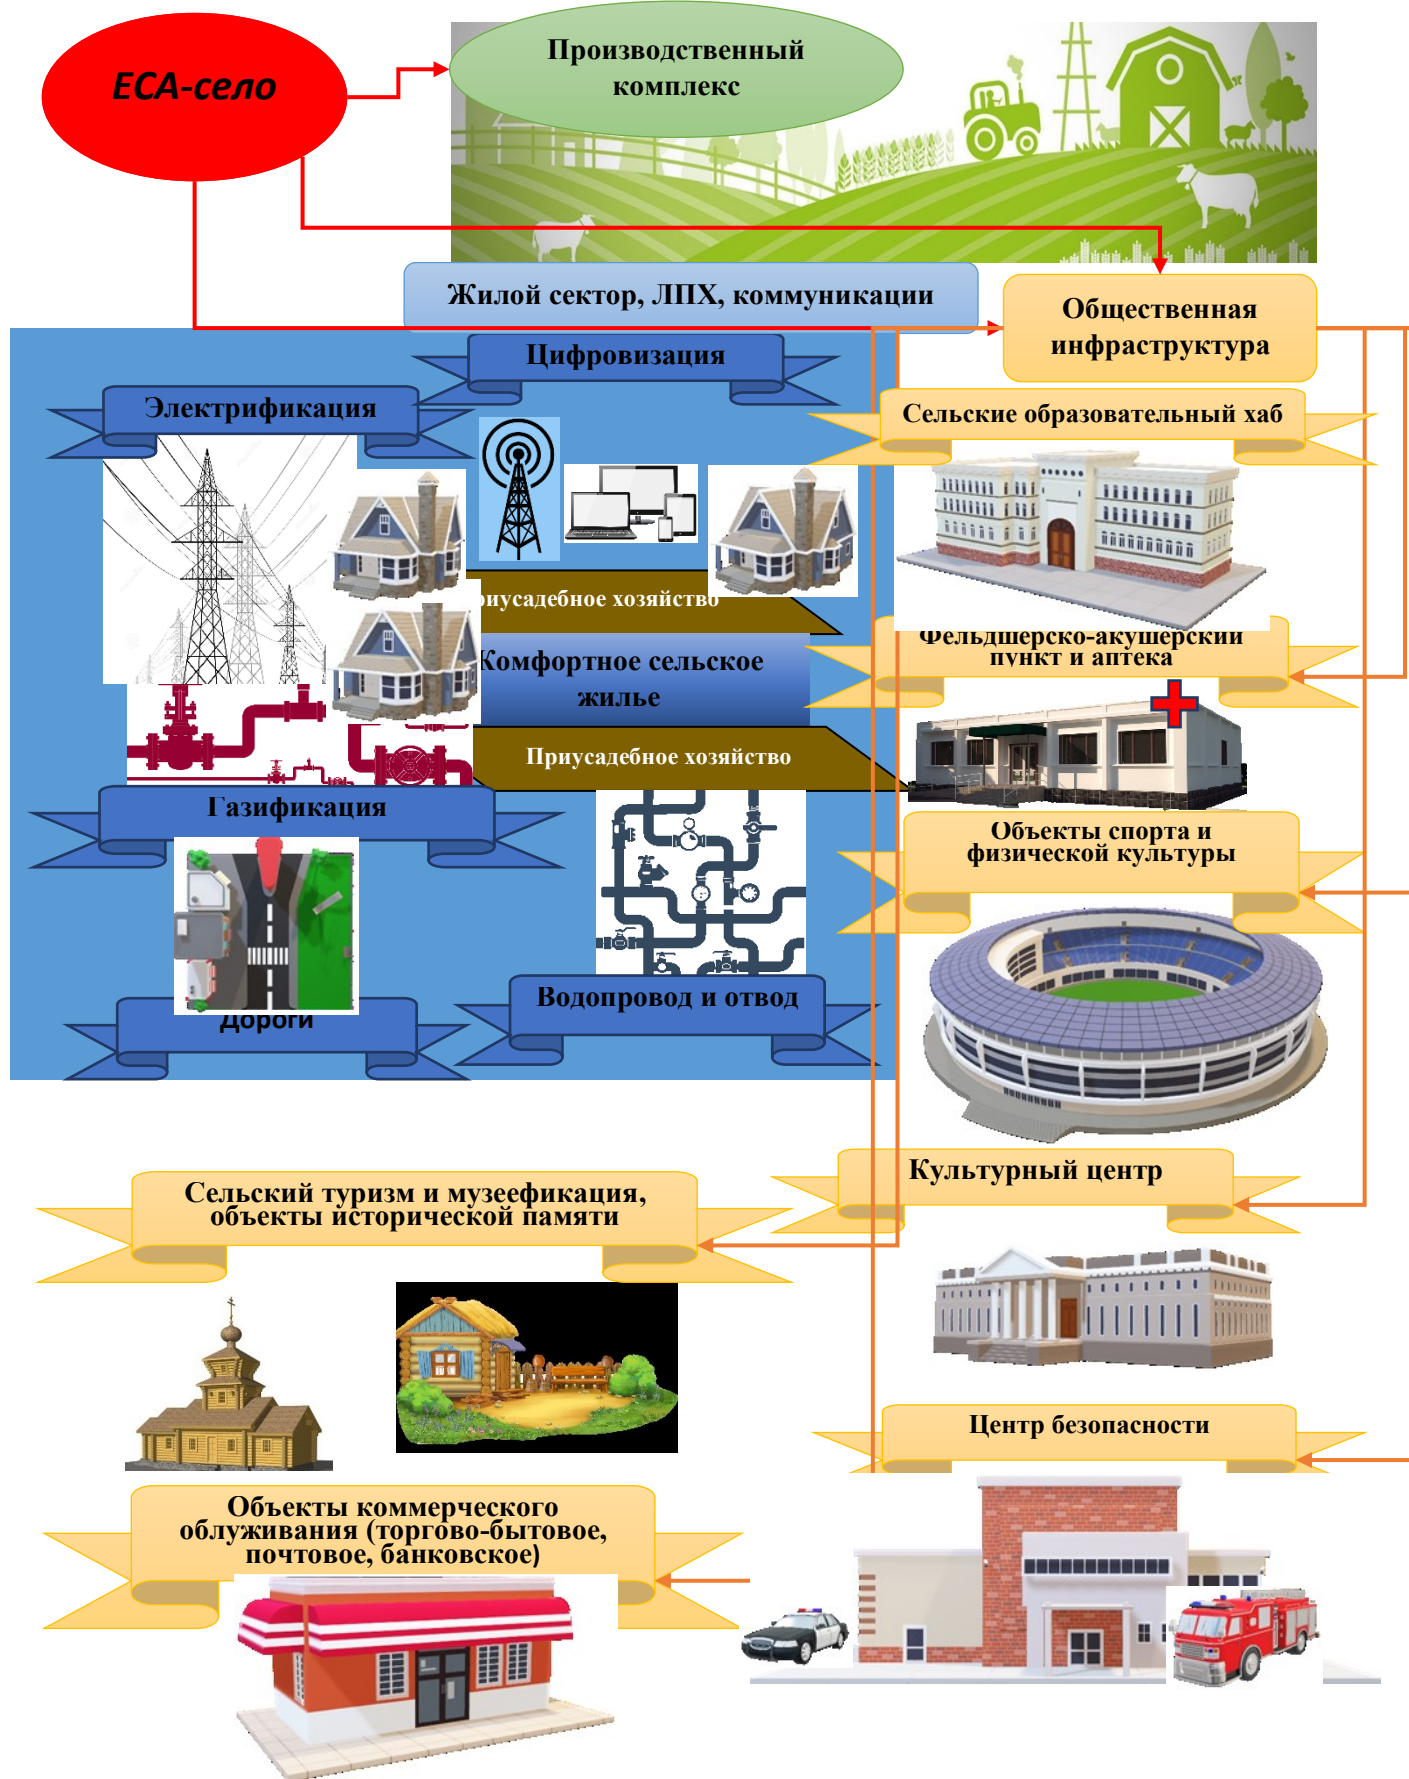 ЕСА-село
Производственный
комплекс
Жилой сектор, ЛПХ, коммуникации
Общественная
инфраструктура
Цифровизация
Электрификация
Сельские образовательный хаб
риусадебное хозяйство
Комфортное сельское
жилье
Приусадебное хозяйство
Фельдшерско-акушерский
пункт и аптека
Газификация
Объекты спорта и
физической культуры
Водопровод и отвод
Дороги
Культурный центр
Сельский туризм и музеефикация,
объекты исторической памяти
Центр безопасности
Объекты коммерческого
облуживания (торгово-бытовое,
почтовое, банковское)